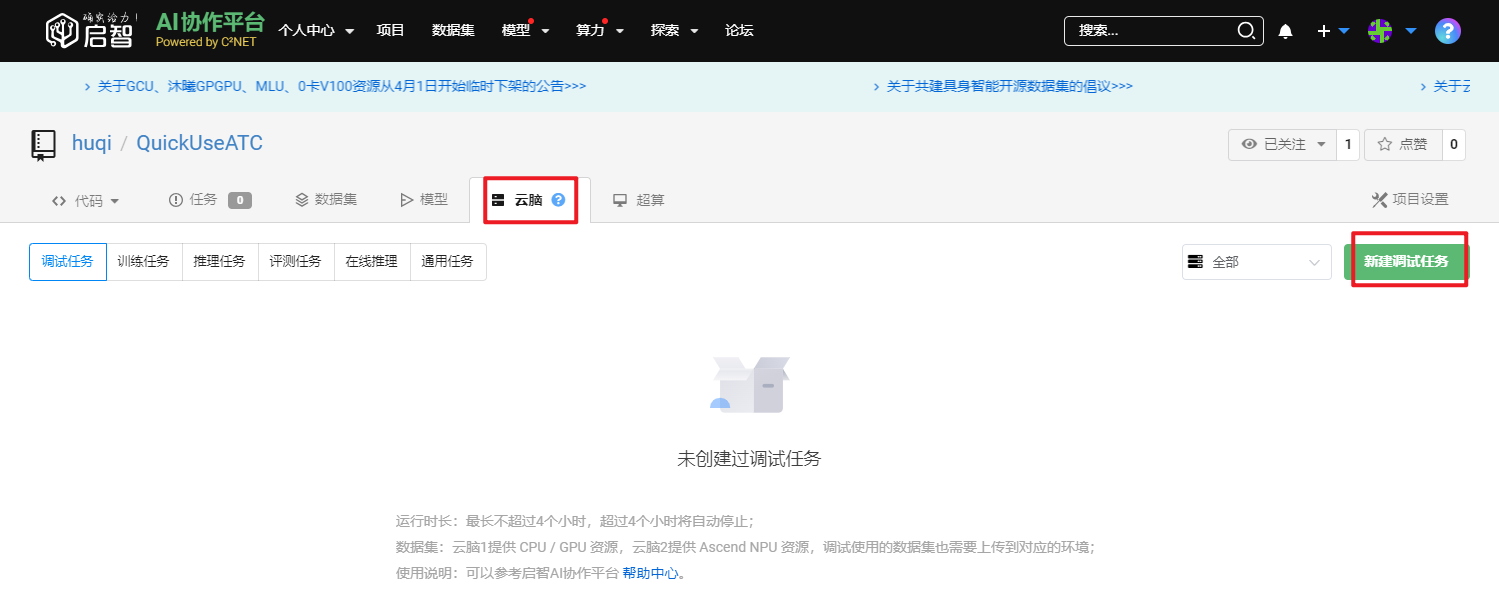 确实给力!
启智
AI协作平台
Powered by C²NET
个人中心 项目 数据集 模型 算力 探索 论坛
搜索...
?
> 关于GCU、沐曦GPGPU、MLU、0卡V100资源从4月1日开始临时下架的公告>>>
> 关于共建具身智能开源数据集的倡议>>>
> 关于云
huqi / QuickUseATC
已关注 1 点赞 0
代码 任务 0 数据集 模型 云脑 ? 超算 项目设置
调试任务 训练任务 推理任务 评测任务 在线推理 通用任务
全部
新建调试任务
未创建过调试任务
运行时长：最长不超过4个小时，超过4个小时将自动停止；
数据集：云脑1提供 CPU / GPU 资源，云脑2提供 Ascend NPU 资源，调试使用的数据集也需要上传到对应的环境；
使用说明：可以参考启智AI协作平台 帮助中心。